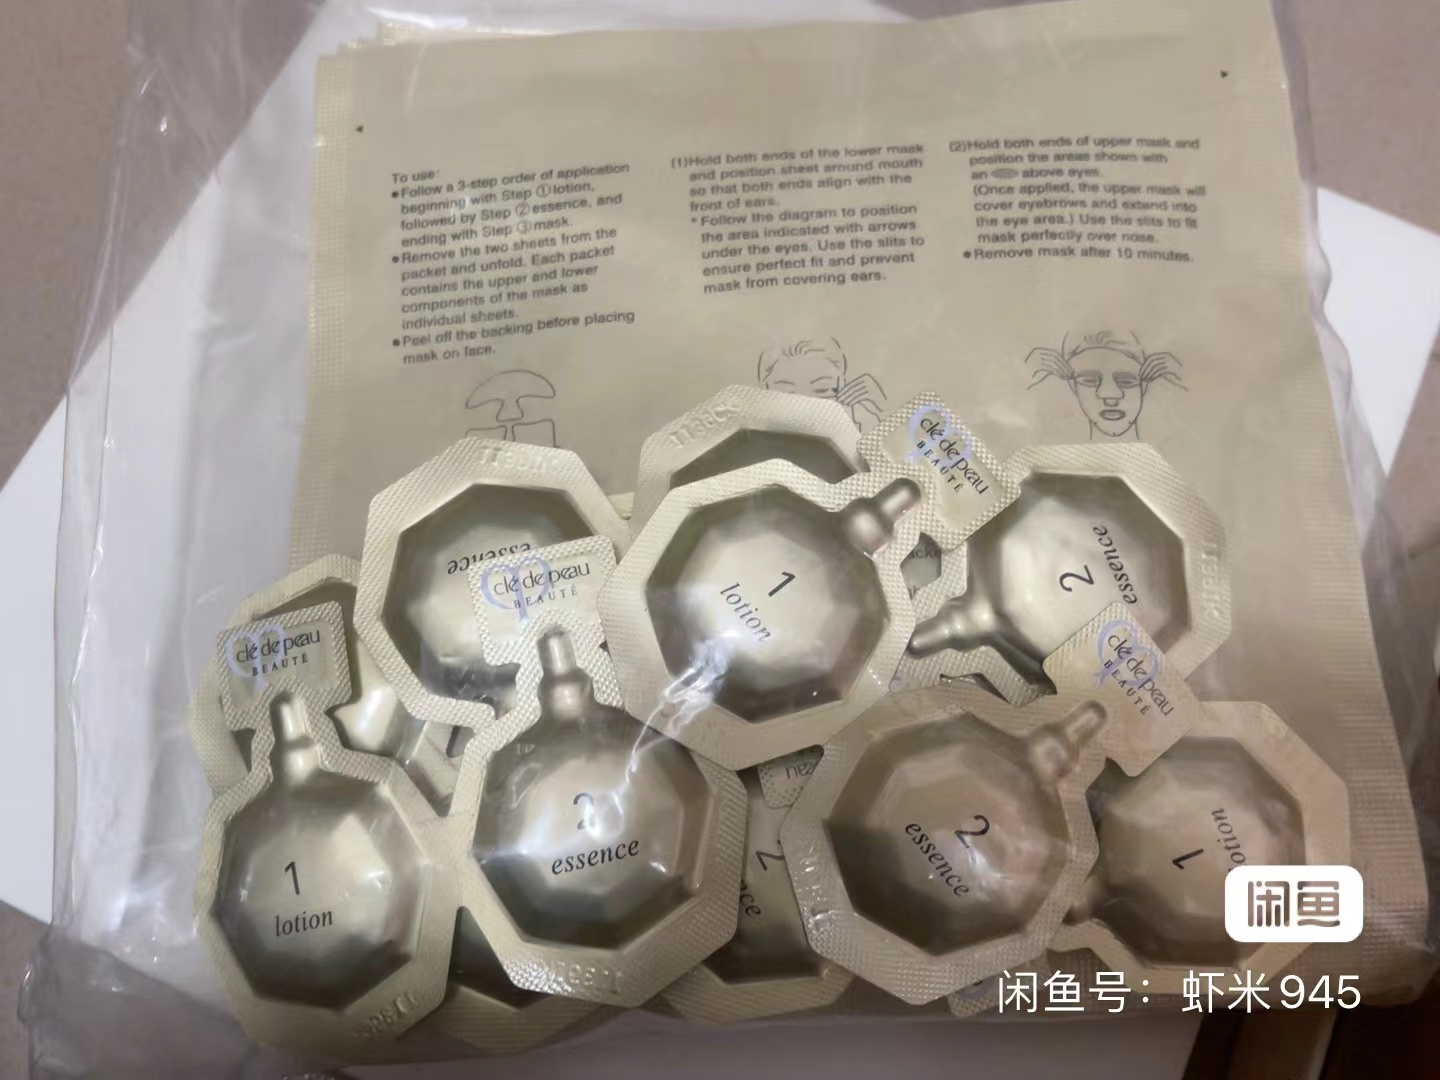 To use:
●Follow a 3-step order of application
beginning with Step ①lotion,
followed by Step ②essence, and
ending with Step ③mask.
●Remove the two sheets from the
packet and unfold. Each packet
contains the upper and lower
components of the mask as
individual sheets.
●Peel off the backing before placing
mask on face.
(1)Hold both ends of the lower mask
and position sheet around mouth
so that both ends align with the
front of ears.
*Follow the diagram to position
the area indicated with arrows
under the eyes. Use the slits to
ensure perfect fit and prevent
mask from covering ears.
(2)Hold both ends of upper mask and
position the areas shown with
an above eyes.
(Once applied, the upper mask will
cover eyebrows and extend into
the eye area.) Use the slits to fit
mask perfectly over nose.
●Remove mask after 10 minutes.
clé de peau
BEAUTÉ
essence
clé de peau
BEAUTÉ
1
lotion
2
essence
clé de peau
BEAUTÉ
clé de peau
BEAUTÉ
1
lotion
2
essence
2
essence
2
1
lotion
闲鱼
闲鱼号：虾米945